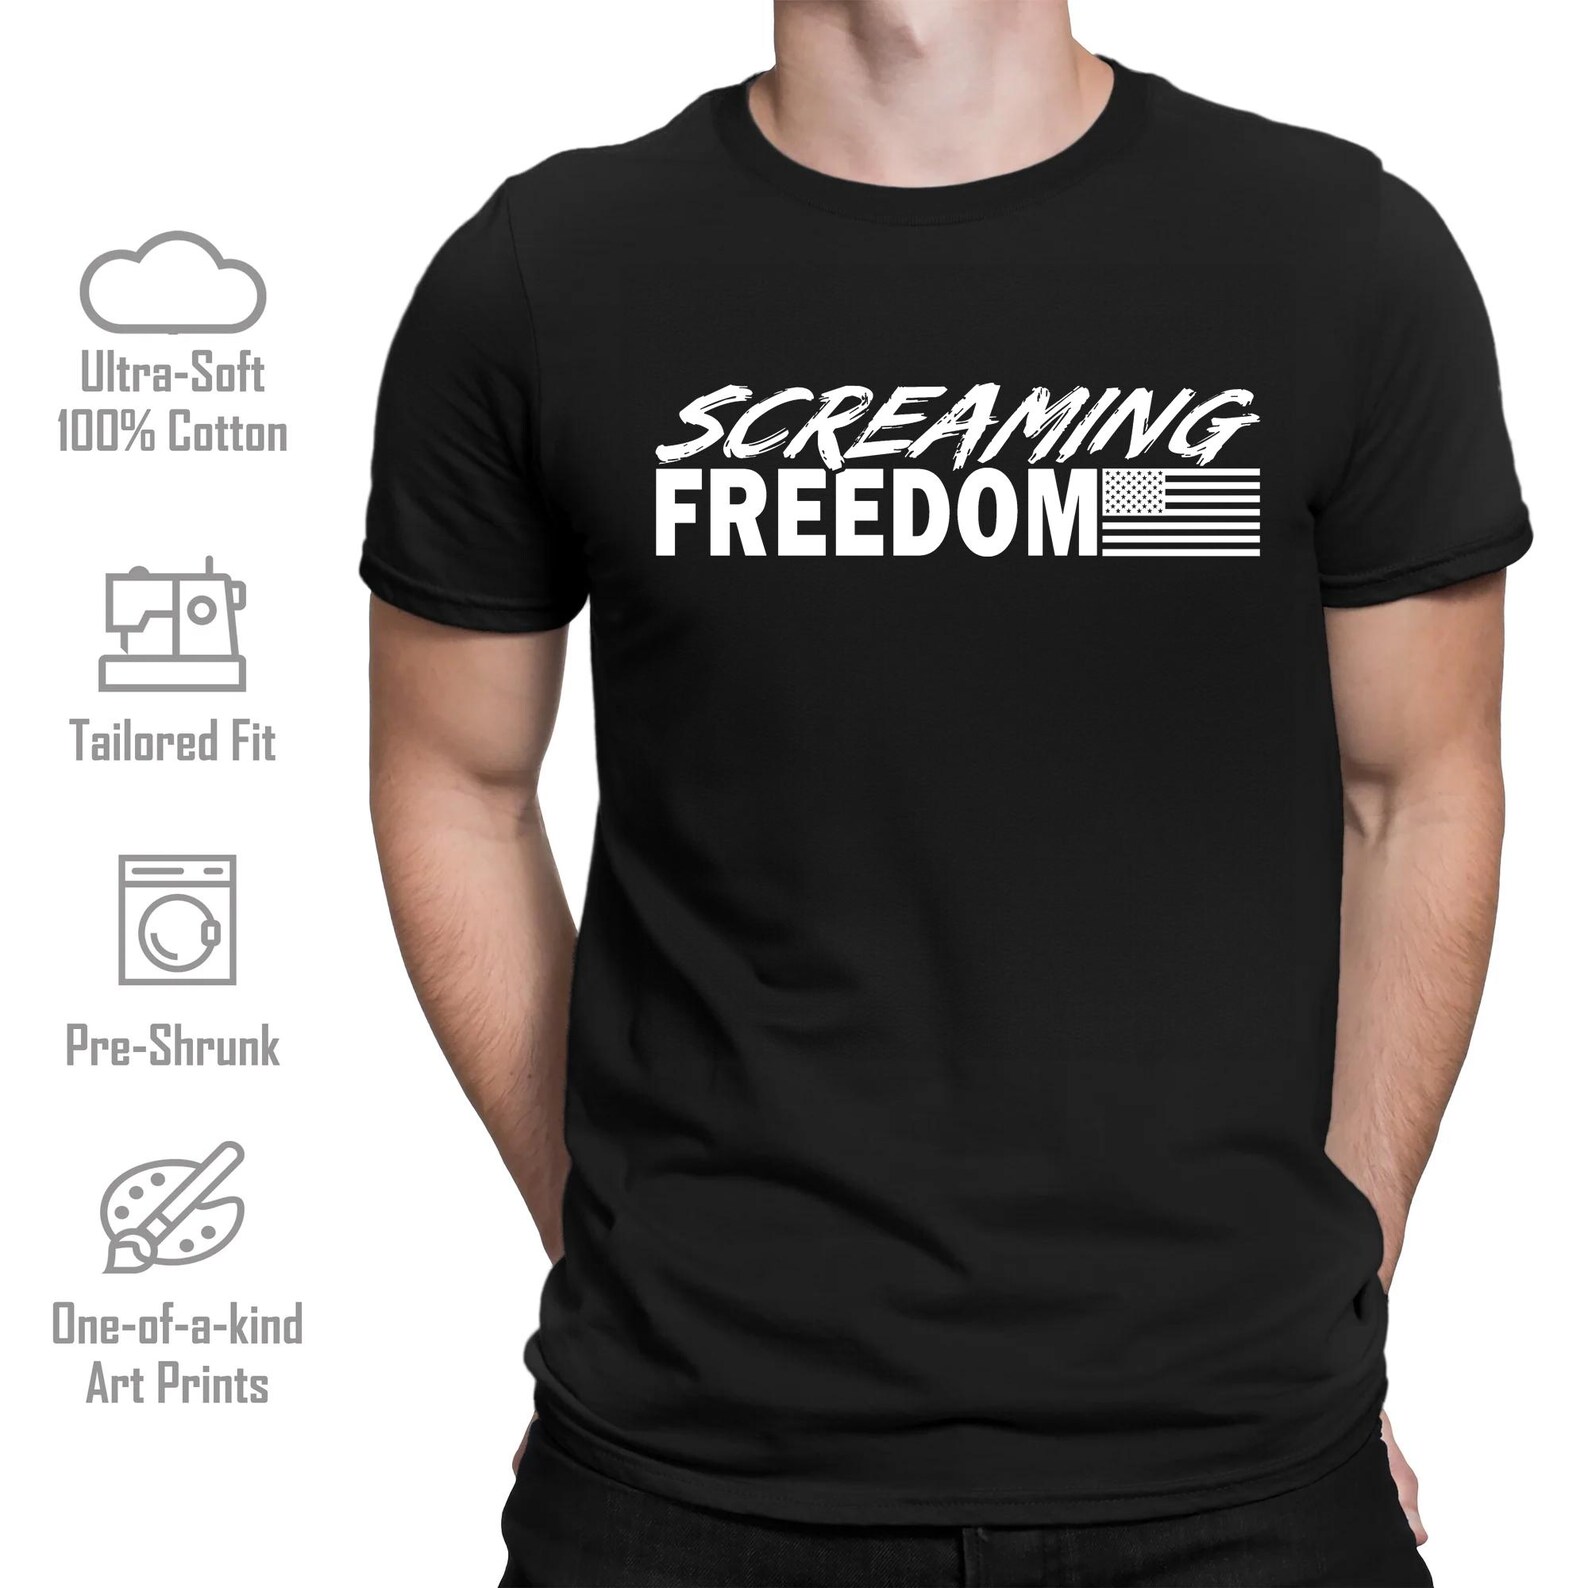 Ultra-Soft
100% Cotton
Tailored Fit
Pre-Shrunk
One-of-a-kind
Art Prints
SCREAMING
FREEDOM